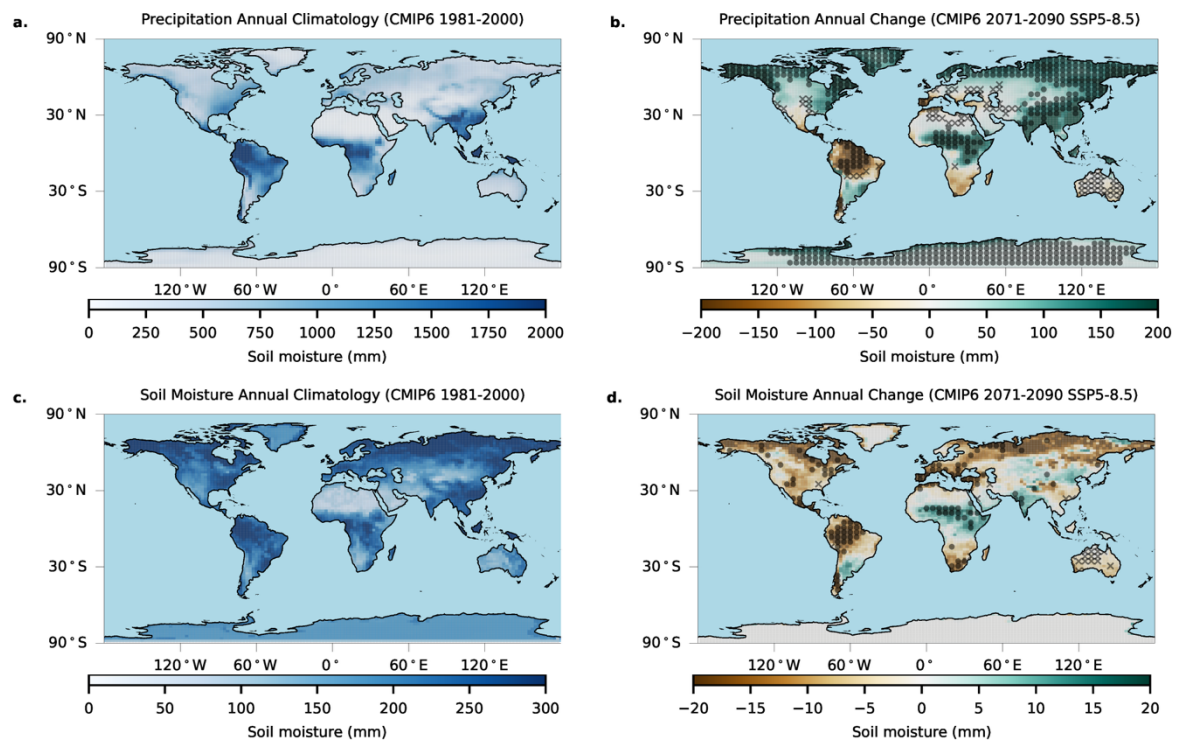 a.
Precipitation Annual Climatology (CMIP6 1981-2000)
90°N
30°N
30°S
90°S
120°W 60°W 0° 60°E 120°E
0 250 500 750 1000 1250 1500 1750 2000
Soil moisture (mm)
b.
Precipitation Annual Change (CMIP6 2071-2090 SSP5-8.5)
90°N
30°N
30°S
90°S
120°W 60°W 0° 60°E 120°E
−200 −150 −100 −50 0 50 100 150 200
Soil moisture (mm)
c.
Soil Moisture Annual Climatology (CMIP6 1981-2000)
90°N
30°N
30°S
90°S
120°W 60°W 0° 60°E 120°E
0 50 100 150 200 250 300
Soil moisture (mm)
d.
Soil Moisture Annual Change (CMIP6 2071-2090 SSP5-8.5)
90°N
30°N
30°S
90°S
120°W 60°W 0° 60°E 120°E
−20 −15 −10 −5 0 5 10 15 20
Soil moisture (mm)